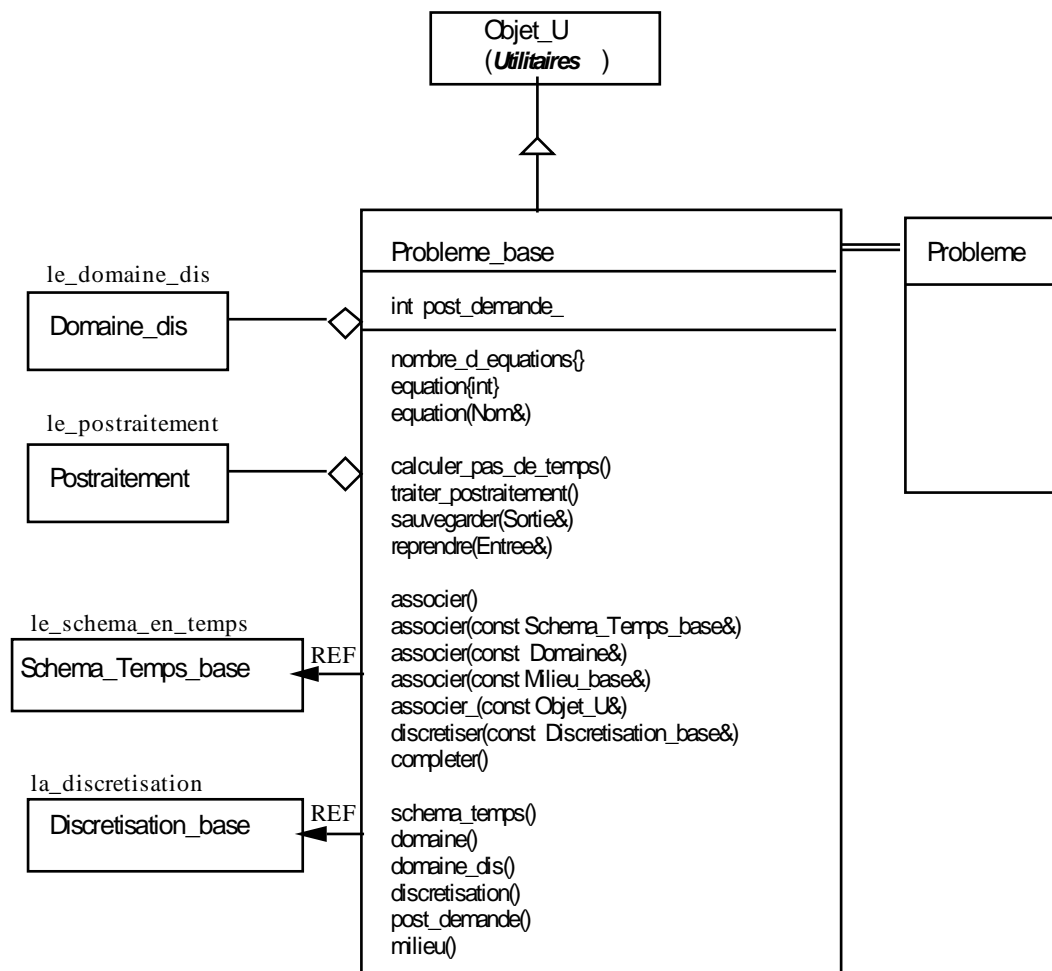 Objet_U
(Utilitaires )
Probleme_base
Probleme
int post_demande_
le_domaine_dis
Domaine_dis
le_postraitement
Postraitement
nombre_d_equations{}
equation{int}
equation(Nom&)
calculer_pas_de_temps()
traiter_postraitement()
sauvegarder(Sortie&)
reprendre(Entree&)
le_schema_en_temps
Schema_Temps_base
REF
associer()
associer(const Schema_Temps_base&)
associer(const Domaine&)
associer(const Milieu_base&)
associer_(const Objet_U&)
discretiser(const Discretisation_base&)
completer()
la_discretisation
Discretisation_base
REF
schema_temps()
domaine()
domaine_dis()
discretisation()
post_demande()
milieu()